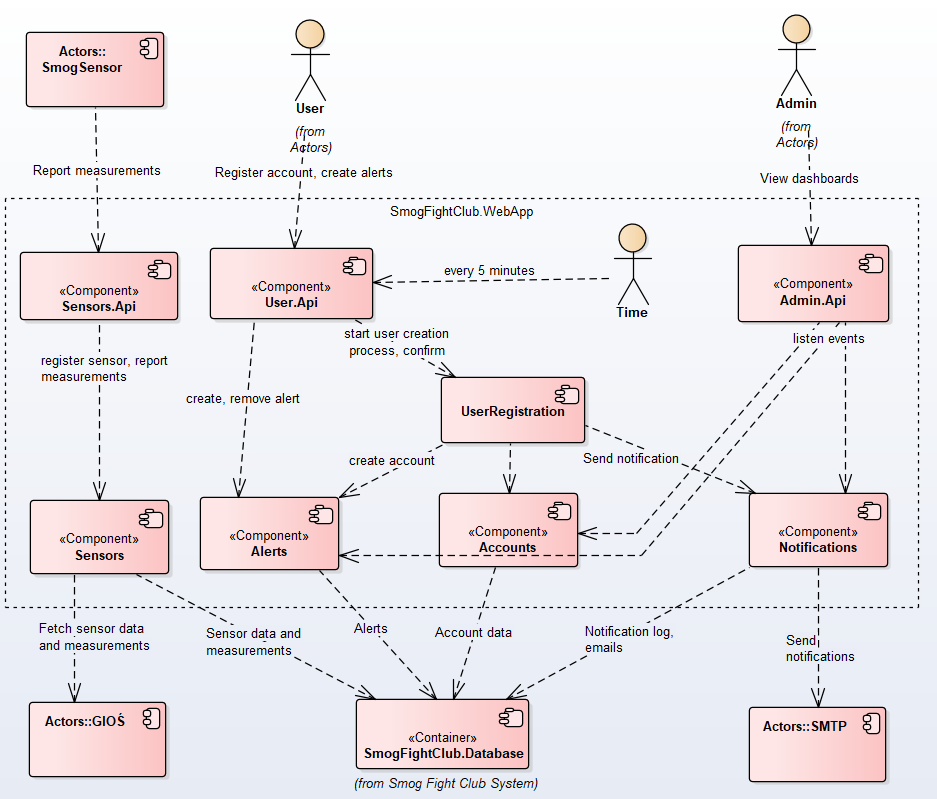 Actors::
SmogSensor
User
(from
Actors)
Admin
(from
Actors)
Report measurements
Register account, create alerts
View dashboards
SmogFightClub.WebApp
«Component»
Sensors.Api
«Component»
User.Api
every 5 minutes
Time
«Component»
Admin.Api
register sensor, report
measurements
start user creation
process, confirm
listen events
create, remove alert
UserRegistration
create account
Send notification
«Component»
Sensors
«Component»
Alerts
«Component»
Accounts
«Component»
Notifications
Fetch sensor data
and measurements
Sensor data and
measurements
Alerts
Account data
Notification log,
emails
Send
notifications
Actors::GIOŚ
«Container»
SmogFightClub.Database
(from Smog Fight Club System)
Actors::SMTP